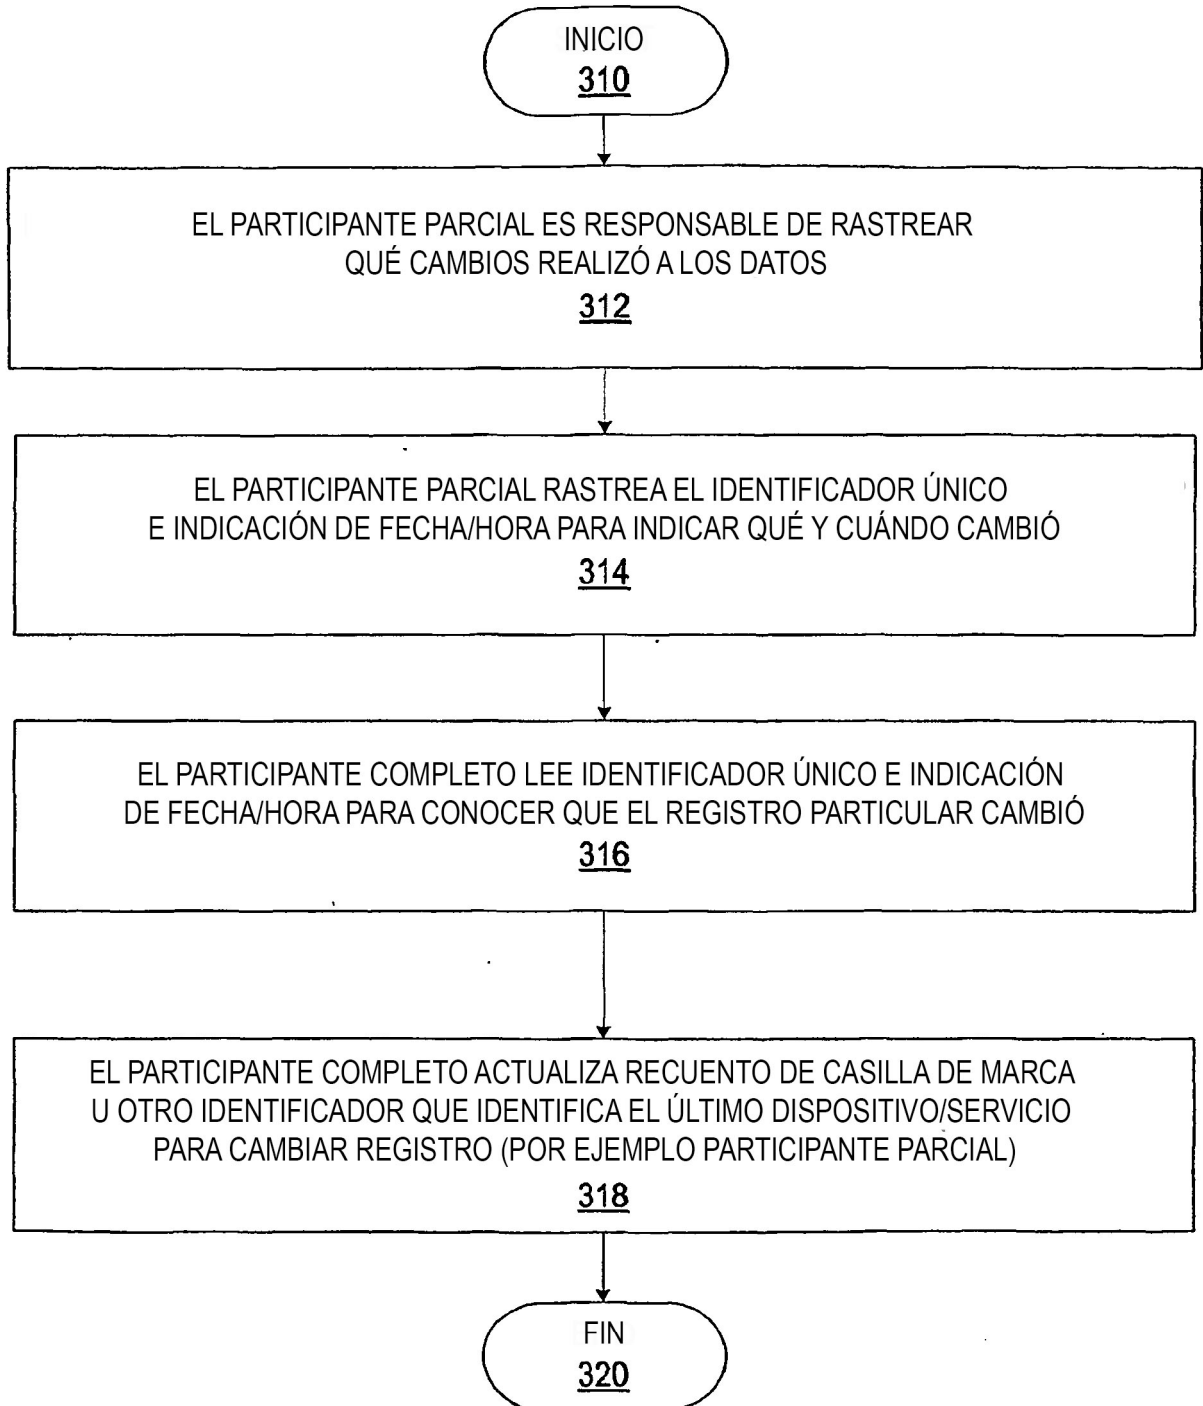 INICIO
310
EL PARTICIPANTE PARCIAL ES RESPONSABLE DE RASTREAR
QUÉ CAMBIOS REALIZÓ A LOS DATOS
312
EL PARTICIPANTE PARCIAL RASTREA EL IDENTIFICADOR ÚNICO
E INDICACIÓN DE FECHA/HORA PARA INDICAR QUÉ Y CUÁNDO CAMBIÓ
314
EL PARTICIPANTE COMPLETO LEE IDENTIFICADOR ÚNICO E INDICACIÓN
DE FECHA/HORA PARA CONOCER QUE EL REGISTRO PARTICULAR CAMBIÓ
316
EL PARTICIPANTE COMPLETO ACTUALIZA RECUENTO DE CASILLA DE MARCA
U OTRO IDENTIFICADOR QUE IDENTIFICA EL ÚLTIMO DISPOSITIVO/SERVICIO
PARA CAMBIAR REGISTRO (POR EJEMPLO PARTICIPANTE PARCIAL)
318
FIN
320